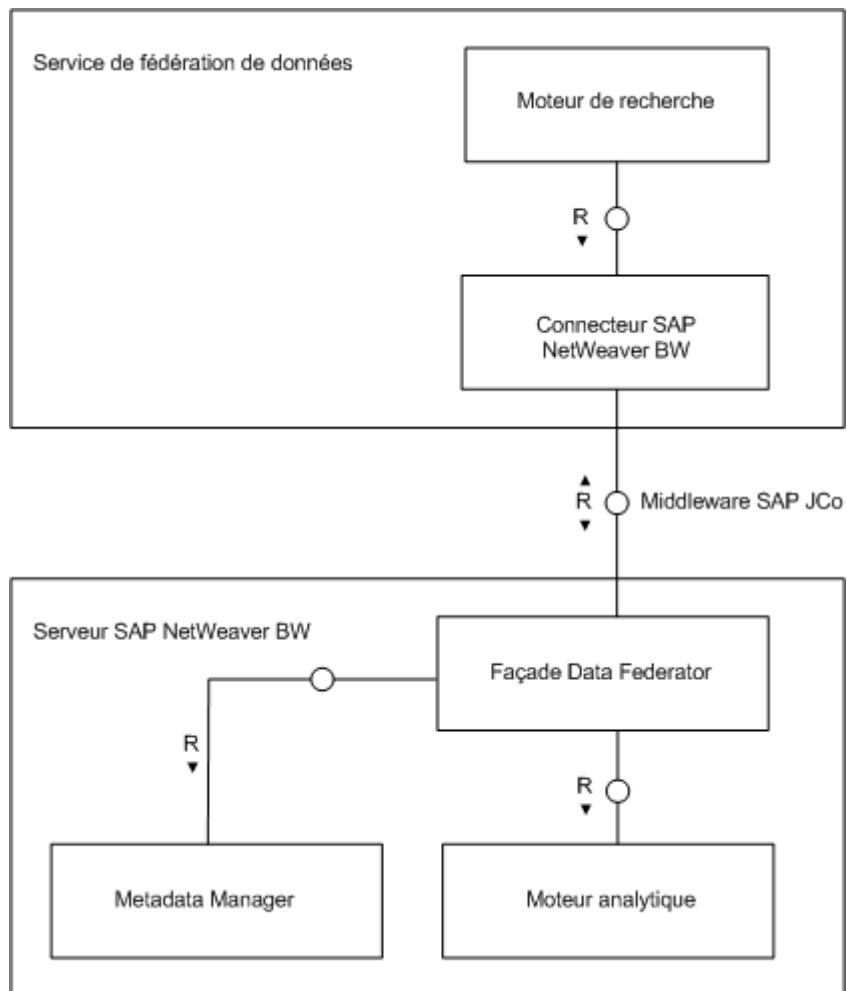 Service de fédération de données
Moteur de recherche
R
▼
Connecteur SAP
NetWeaver BW
▲
R
▼
Middleware SAP JCo
Serveur SAP NetWeaver BW
Façade Data Federator
R
▼
R
▼
Metadata Manager
Moteur analytique